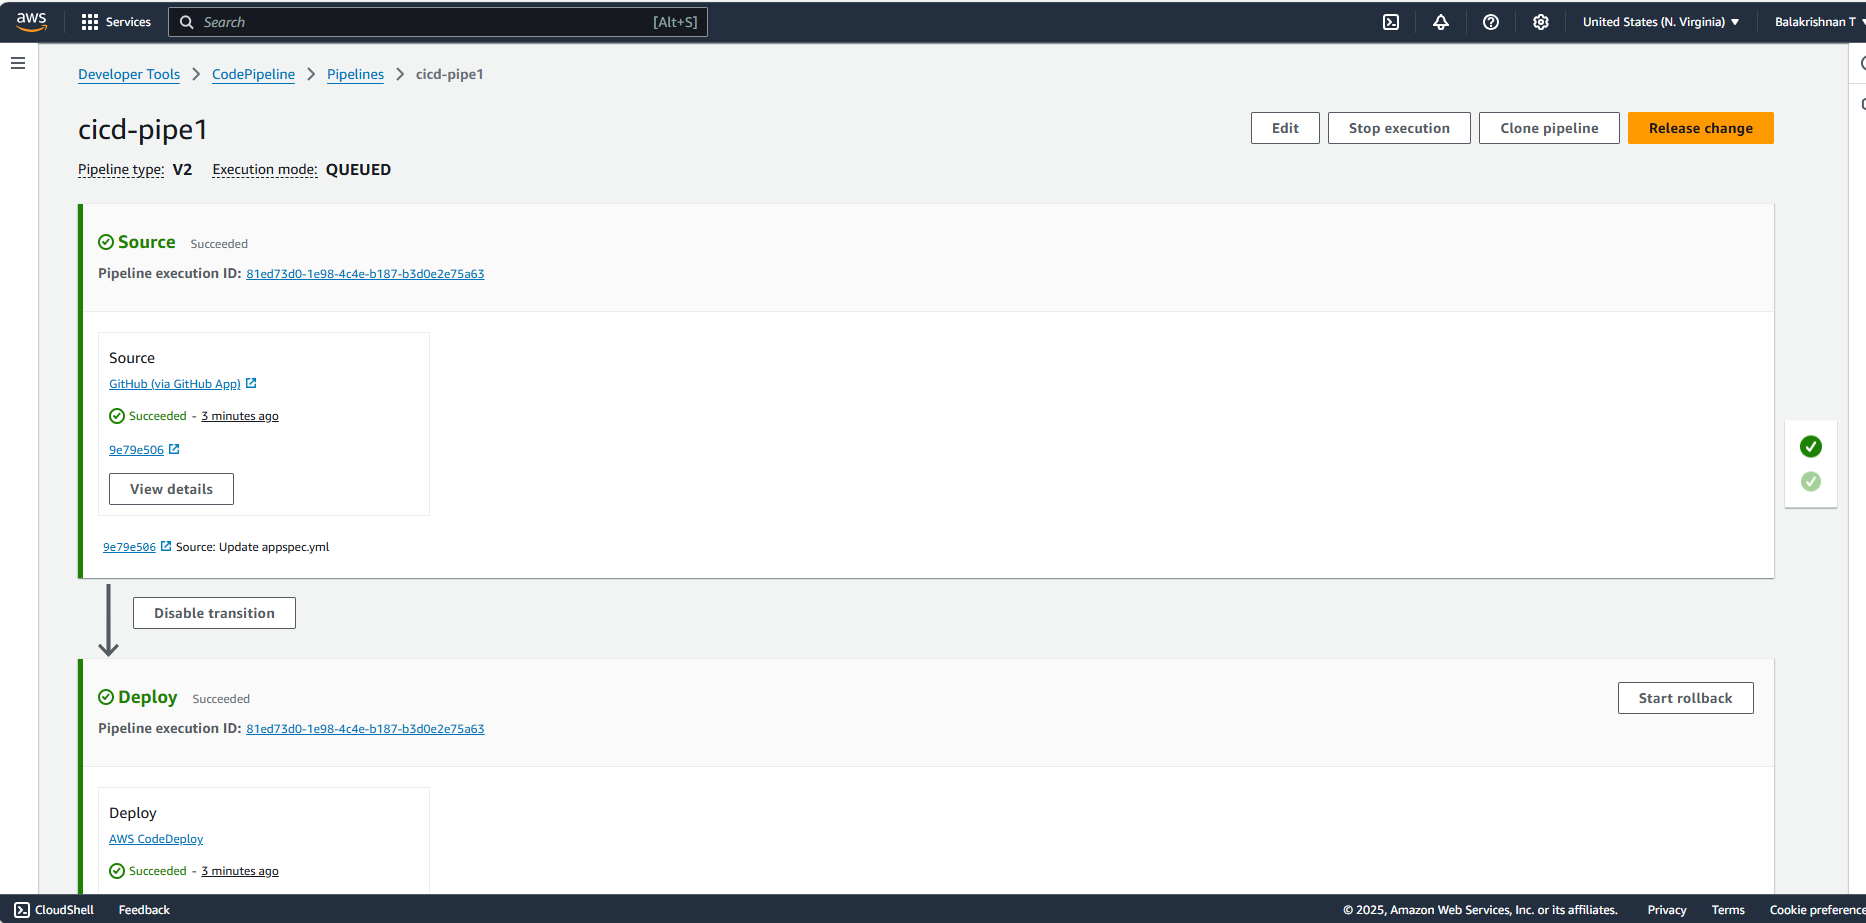 aws Services Search [Alt+S] United States (N. Virginia) Balakrishnan T
Developer Tools CodePipeline Pipelines cicd-pipe1
cicd-pipe1
Edit Stop execution Clone pipeline Release change
Pipeline type: V2 Execution mode: QUEUED
Source Succeeded
Pipeline execution ID: 81ed73d0-1e98-4c4e-b187-b3d0e2e75a63
Source
GitHub (via GitHub App)
Succeeded - 3 minutes ago
9e79e506
View details
9e79e506 Source: Update appspec.yml
Disable transition
Deploy Succeeded
Start rollback
Pipeline execution ID: 81ed73d0-1e98-4c4e-b187-b3d0e2e75a63
Deploy
AWS CodeDeploy
Succeeded - 3 minutes ago
CloudShell Feedback © 2025, Amazon Web Services, Inc. or its affiliates. Privacy Terms Cookie preference